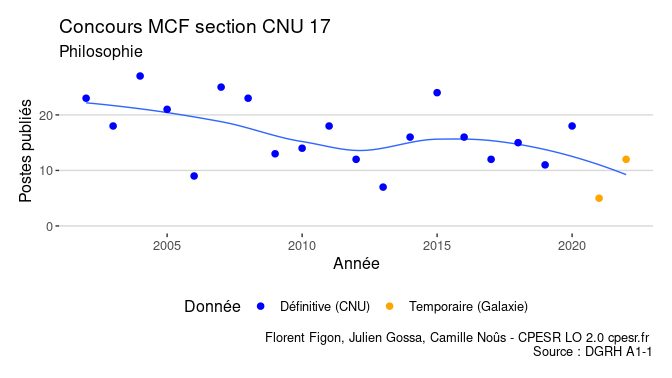 Concours MCF section CNU 17
Philosophie
Postes publiés
20
10
0
2005
2010
2015
2020
Année
Donnée
Définitive (CNU)
Temporaire (Galaxie)
Florent Figon, Julien Gossa, Camille Noûs - CPESR LO 2.0 cpesr.fr
Source : DGRH A1-1